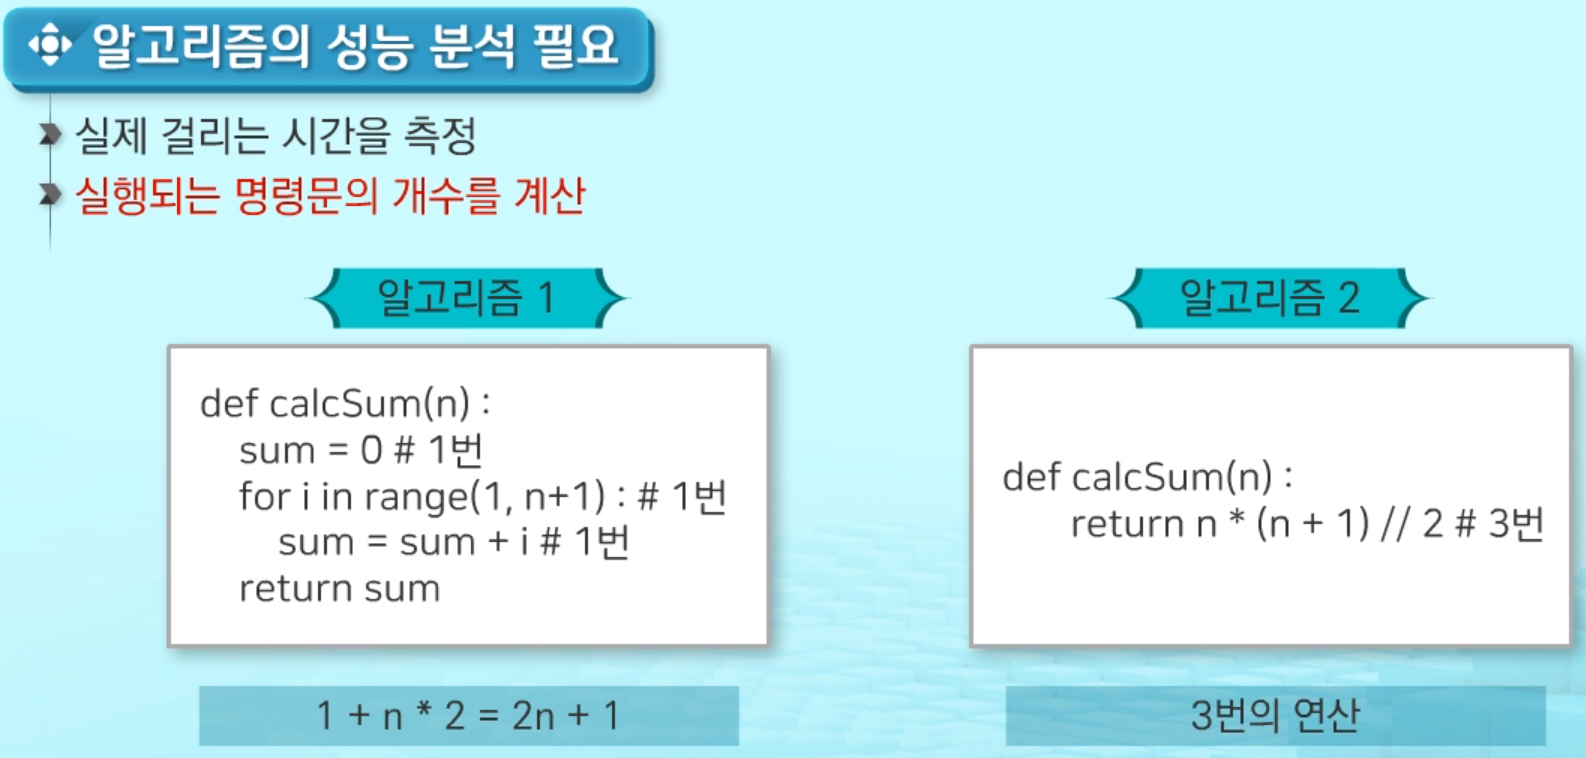 알고리즘의 성능 분석 필요
실제 걸리는 시간을 측정
실행되는 명령문의 개수를 계산
알고리즘 1
def calcSum(n) :
sum = 0 # 1번
for i in range(1, n+1) : # 1번
sum = sum + i # 1번
return sum
1 + n * 2 = 2n + 1
알고리즘 2
def calcSum(n) :
return n * (n + 1) // 2 # 3번
3번의 연산